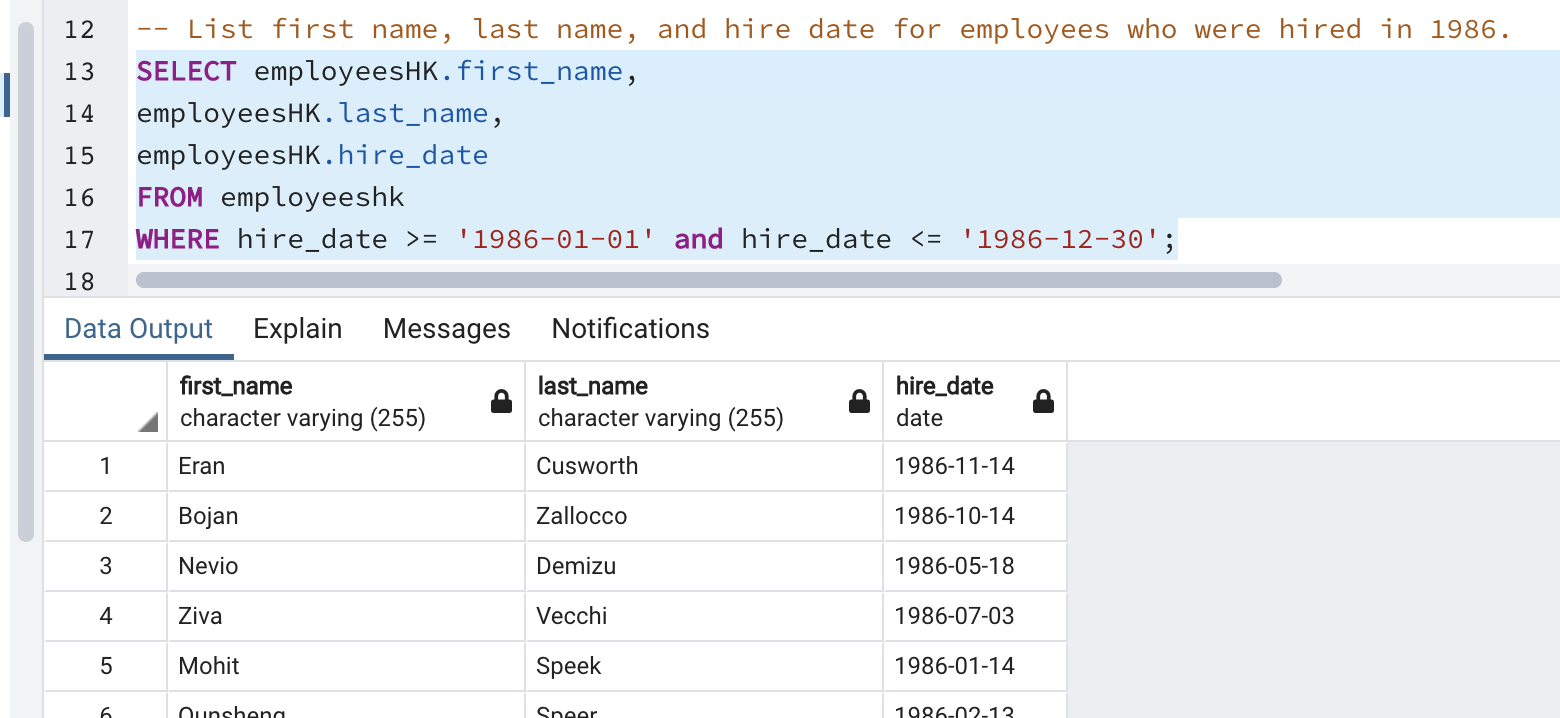 12 -- List first name, last name, and hire date for employees who were hired in 1986.
13 SELECT employeesHK.first_name,
14 employeesHK.last_name,
15 employeesHK.hire_date
16 FROM employeeshk
17 WHERE hire_date >= '1986-01-01' and hire_date <= '1986-12-30';
18
Data Output Explain Messages Notifications
first_name last_name hire_date
character varying (255) character varying (255) date
1 Eran Cusworth 1986-11-14
2 Bojan Zallocco 1986-10-14
3 Nevio Demizu 1986-05-18
4 Ziva Vecchi 1986-07-03
5 Mohit Speek 1986-01-14
6 Qunsheng Speer 1986-02-13